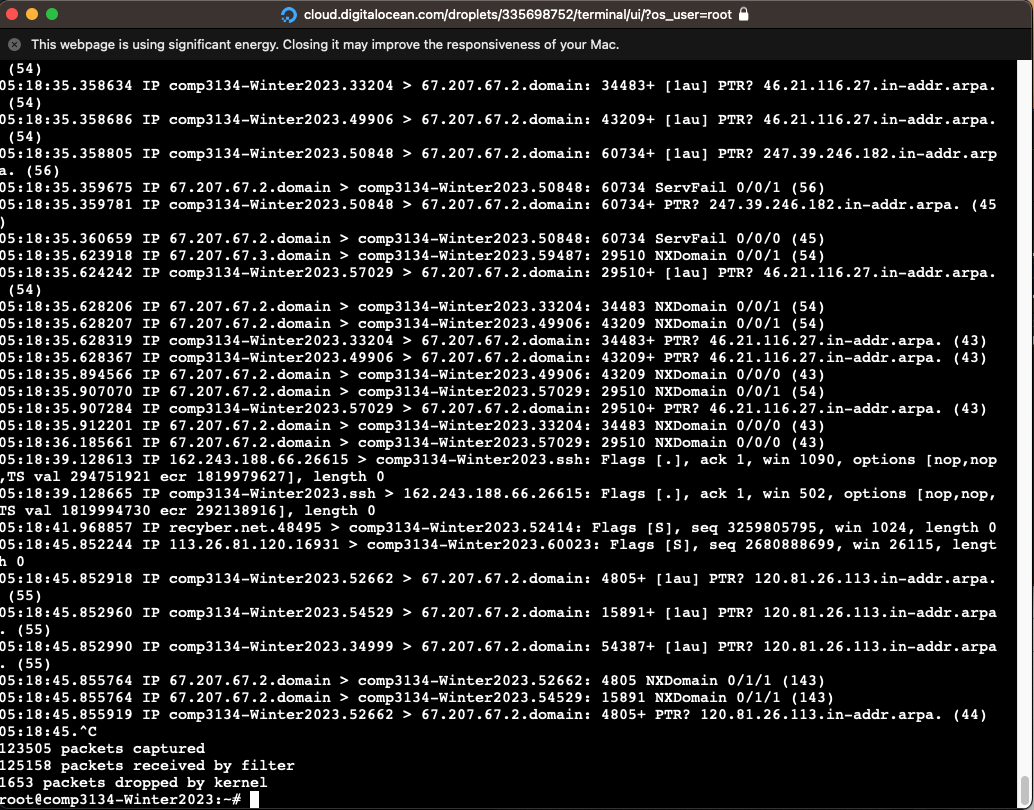 cloud.digitalocean.com/droplets/335698752/terminal/ui/?os_user=root
This webpage is using significant energy. Closing it may improve the responsiveness of your Mac.
 (54)
05:18:35.358634 IP comp3134-Winter2023.33204 > 67.207.67.2.domain: 34483+ [1au] PTR? 46.21.116.27.in-addr.arpa.
 (54)
05:18:35.358686 IP comp3134-Winter2023.49906 > 67.207.67.2.domain: 43209+ [1au] PTR? 46.21.116.27.in-addr.arpa.
 (54)
05:18:35.358805 IP comp3134-Winter2023.50848 > 67.207.67.2.domain: 60734+ [1au] PTR? 247.39.246.182.in-addr.arp
a. (56)
05:18:35.359675 IP 67.207.67.2.domain > comp3134-Winter2023.50848: 60734 ServFail 0/0/1 (56)
05:18:35.359781 IP comp3134-Winter2023.50848 > 67.207.67.2.domain: 60734+ PTR? 247.39.246.182.in-addr.arpa. (45
)
05:18:35.360659 IP 67.207.67.2.domain > comp3134-Winter2023.50848: 60734 ServFail 0/0/0 (45)
05:18:35.623918 IP 67.207.67.3.domain > comp3134-Winter2023.59487: 29510 NXDomain 0/0/1 (54)
05:18:35.624242 IP comp3134-Winter2023.57029 > 67.207.67.2.domain: 29510+ [1au] PTR? 46.21.116.27.in-addr.arpa.
 (54)
05:18:35.628206 IP 67.207.67.2.domain > comp3134-Winter2023.33204: 34483 NXDomain 0/0/1 (54)
05:18:35.628207 IP 67.207.67.2.domain > comp3134-Winter2023.49906: 43209 NXDomain 0/0/1 (54)
05:18:35.628319 IP comp3134-Winter2023.33204 > 67.207.67.2.domain: 34483+ PTR? 46.21.116.27.in-addr.arpa. (43)
05:18:35.628367 IP comp3134-Winter2023.49906 > 67.207.67.2.domain: 43209+ PTR? 46.21.116.27.in-addr.arpa. (43)
05:18:35.894566 IP 67.207.67.2.domain > comp3134-Winter2023.49906: 43209 NXDomain 0/0/0 (43)
05:18:35.907070 IP 67.207.67.2.domain > comp3134-Winter2023.57029: 29510 NXDomain 0/0/1 (54)
05:18:35.907284 IP comp3134-Winter2023.57029 > 67.207.67.2.domain: 29510+ PTR? 46.21.116.27.in-addr.arpa. (43)
05:18:35.912201 IP 67.207.67.2.domain > comp3134-Winter2023.33204: 34483 NXDomain 0/0/0 (43)
05:18:36.185661 IP 67.207.67.2.domain > comp3134-Winter2023.57029: 29510 NXDomain 0/0/0 (43)
05:18:39.128613 IP 162.243.188.66.26615 > comp3134-Winter2023.ssh: Flags [.], ack 1, win 1090, options [nop,nop
,TS val 294751921 ecr 1819979627], length 0
05:18:39.128665 IP comp3134-Winter2023.ssh > 162.243.188.66.26615: Flags [.], ack 1, win 502, options [nop,nop,
TS val 1819994730 ecr 292138916], length 0
05:18:41.968857 IP recyber.net.48495 > comp3134-Winter2023.52414: Flags [S], seq 3259805795, win 1024, length 0
05:18:45.852244 IP 113.26.81.120.16931 > comp3134-Winter2023.60023: Flags [S], seq 2680888699, win 26115, lengt
h 0
05:18:45.852918 IP comp3134-Winter2023.52662 > 67.207.67.2.domain: 4805+ [1au] PTR? 120.81.26.113.in-addr.arpa.
 (55)
05:18:45.852960 IP comp3134-Winter2023.54529 > 67.207.67.2.domain: 15891+ [1au] PTR? 120.81.26.113.in-addr.arpa
. (55)
05:18:45.852990 IP comp3134-Winter2023.34999 > 67.207.67.2.domain: 54387+ [1au] PTR? 120.81.26.113.in-addr.arpa
. (55)
05:18:45.855764 IP 67.207.67.2.domain > comp3134-Winter2023.52662: 4805 NXDomain 0/1/1 (143)
05:18:45.855764 IP 67.207.67.2.domain > comp3134-Winter2023.54529: 15891 NXDomain 0/1/1 (143)
05:18:45.855919 IP comp3134-Winter2023.52662 > 67.207.67.2.domain: 4805+ PTR? 120.81.26.113.in-addr.arpa. (44)
05:18:45.^C
123505 packets captured
125158 packets received by filter
1653 packets dropped by kernel
root@comp3134-Winter2023:~#